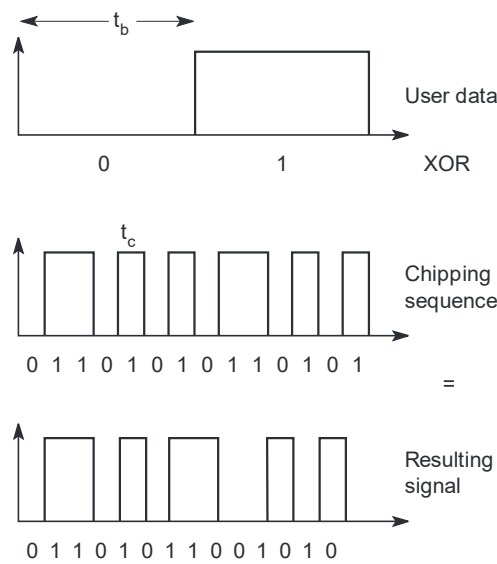 t_b
User data
0 1 XOR
t_c
Chipping
sequence
0 1 1 0 1 0 1 0 1 1 0 1 0 1
=
Resulting
signal
0 1 1 0 1 0 1 1 0 0 1 0 1 0